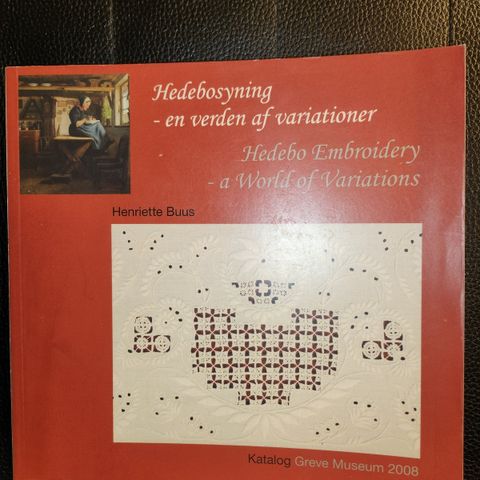 Hedebosyning
- en verden af variationer
Hedebo Embroidery
- a World of Variations
Henriette Buus
Katalog Greve Museum 2008